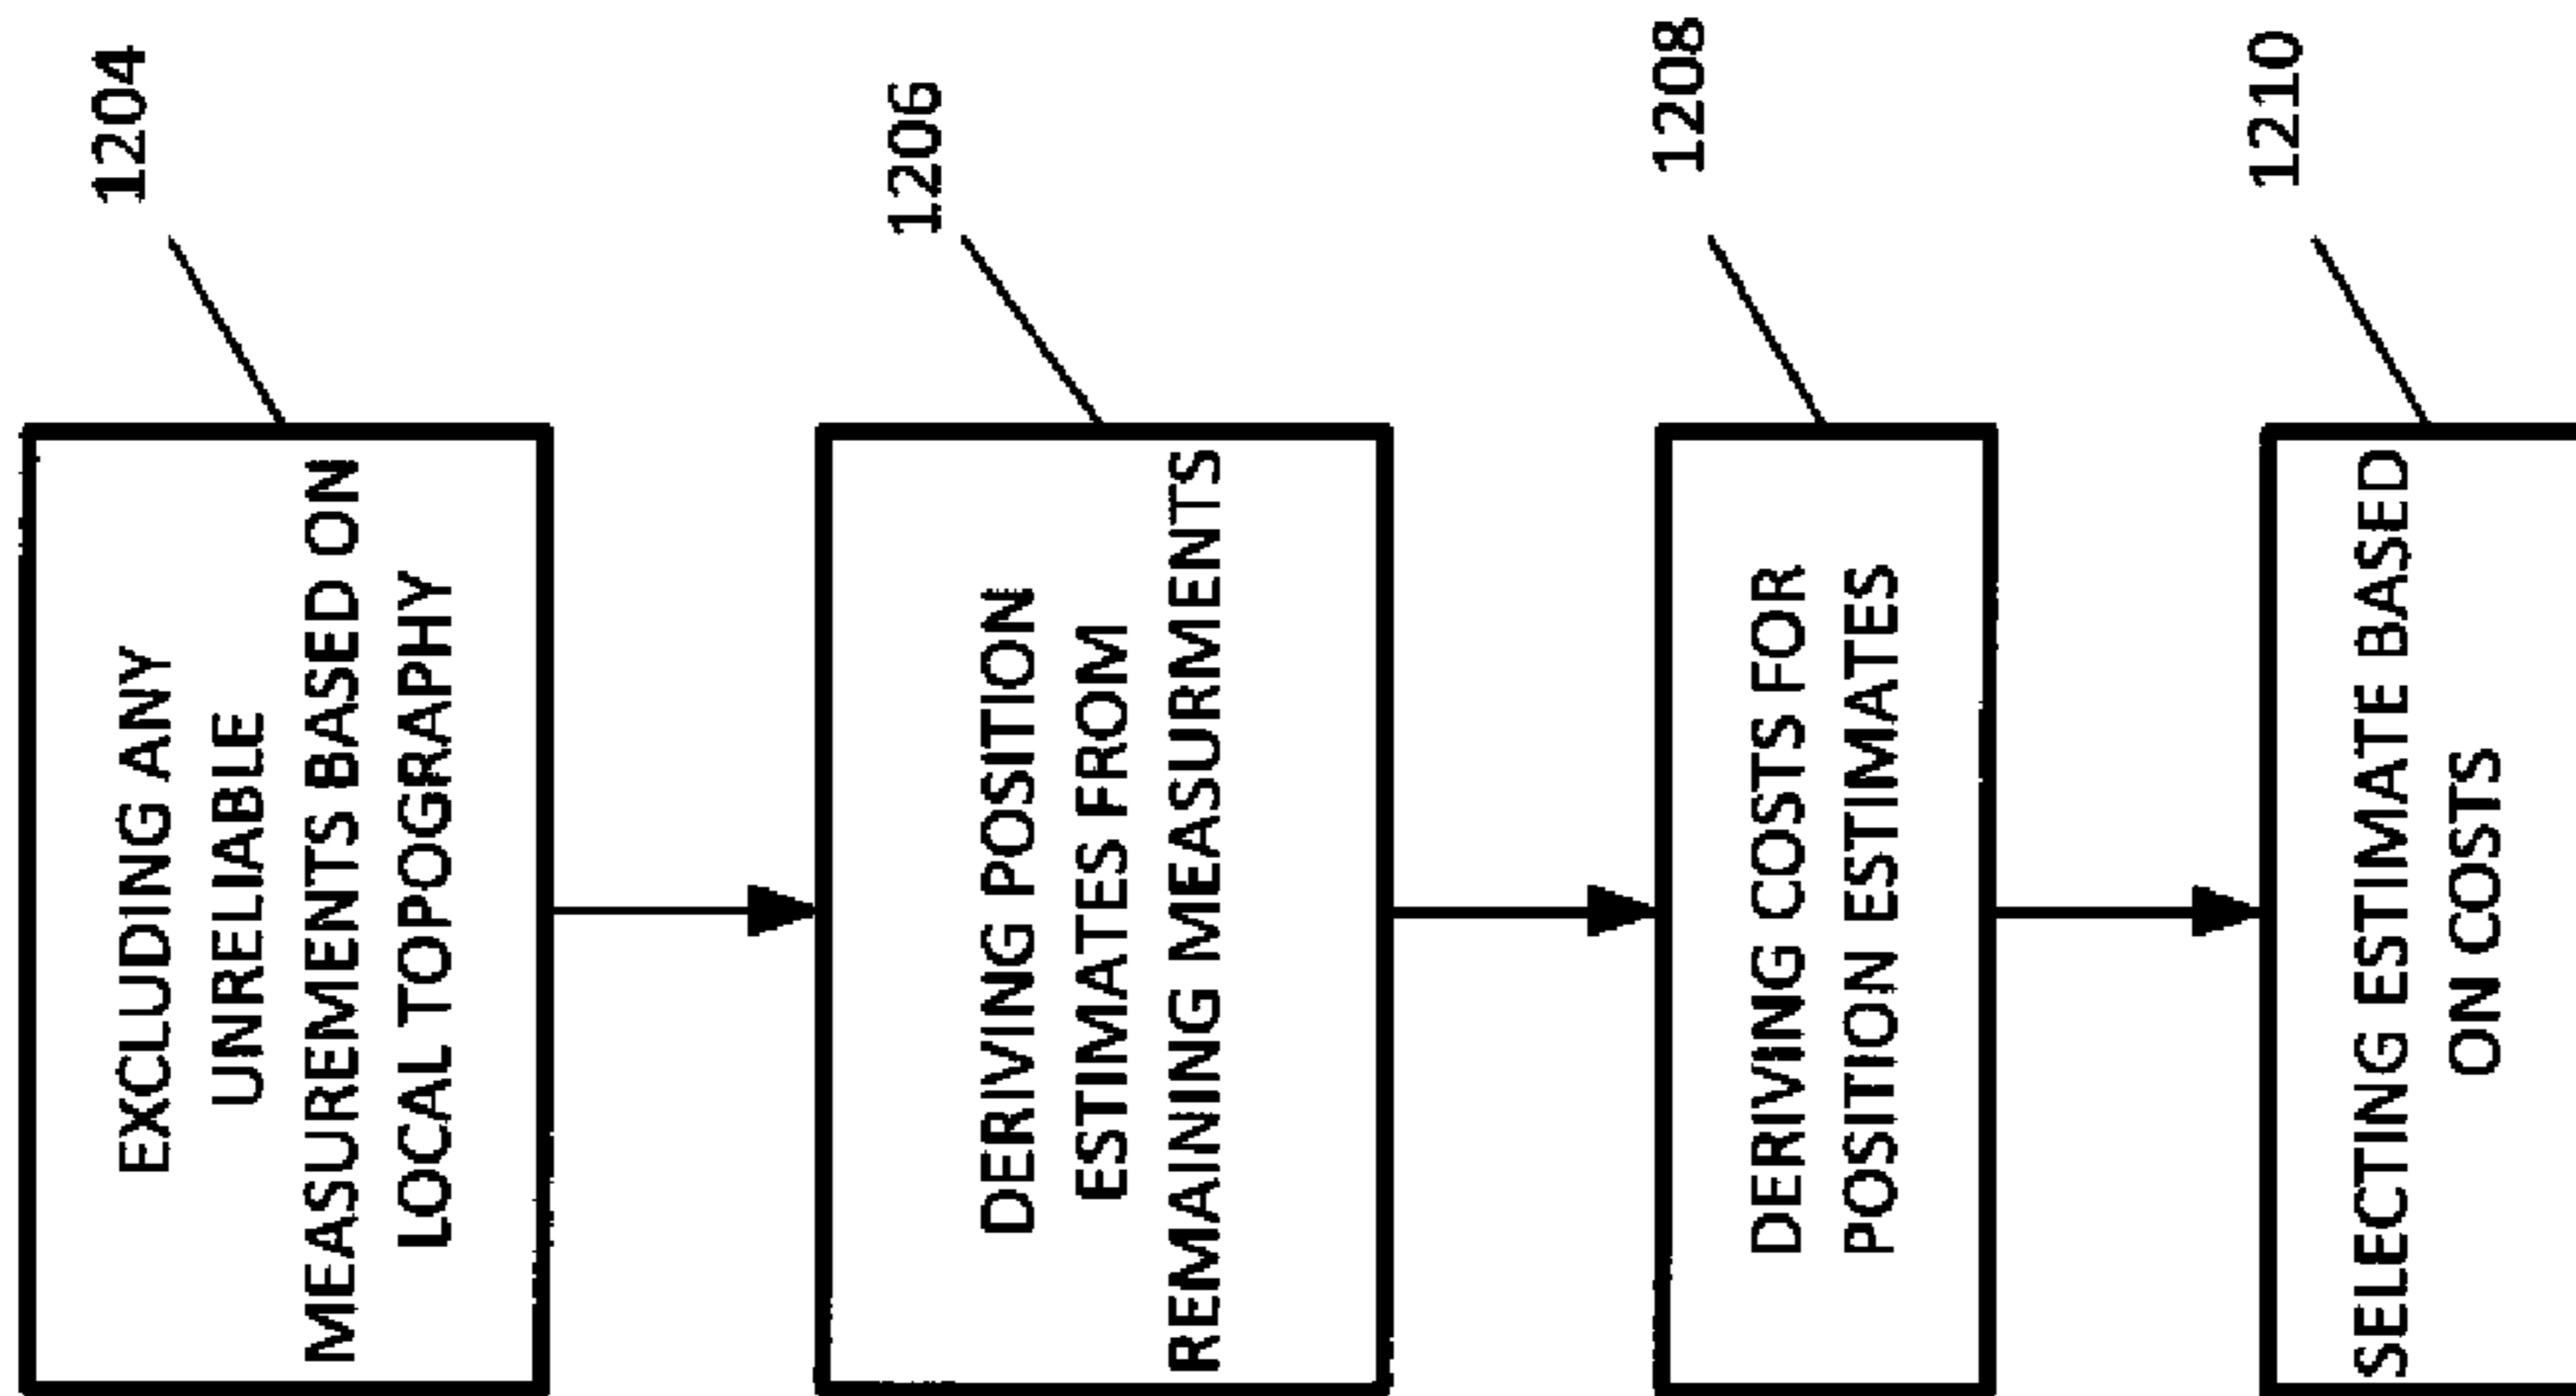 1204
EXCLUDING ANY
UNRELIABLE
MEASUREMENTS BASED ON
LOCAL TOPOGRAPHY
1206
DERIVING POSITION
ESTIMATES FROM
REMAINING MEASURMENTS
1208
DERIVING COSTS FOR
POSITION ESTIMATES
1210
SELECTING ESTIMATE BASED
ON COSTS